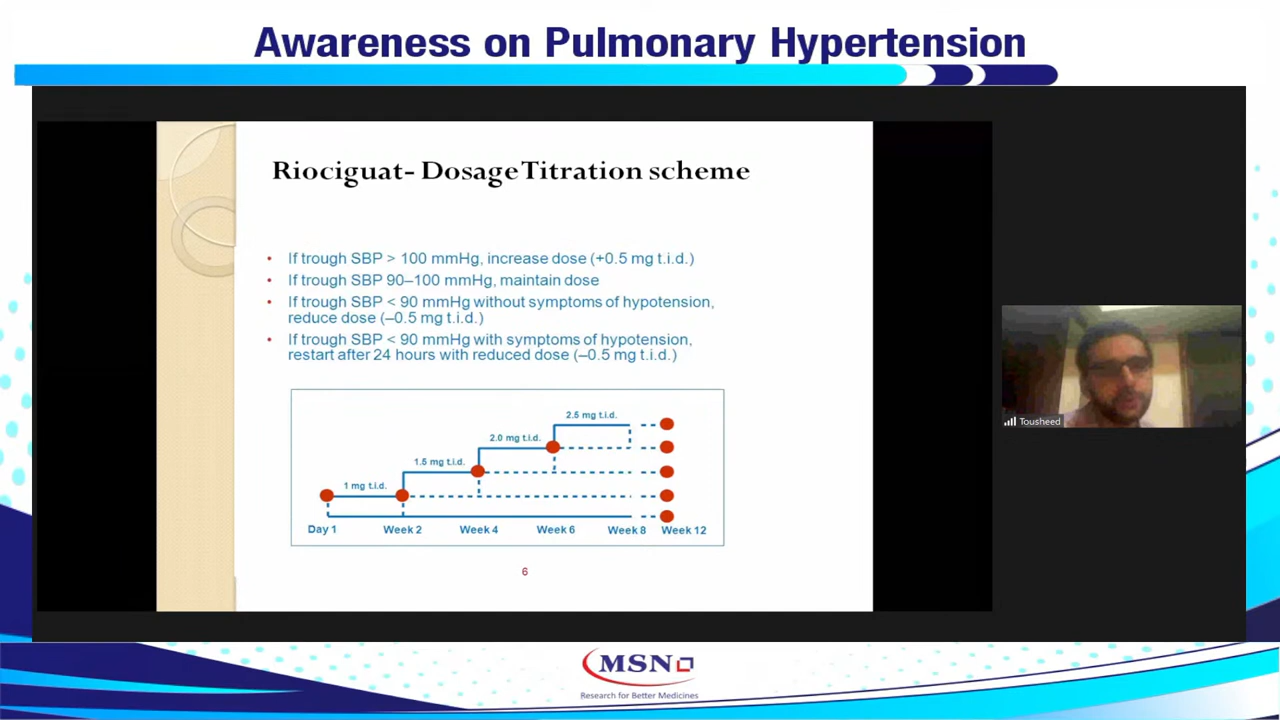 Awareness on Pulmonary Hypertension
Riociguat- Dosage Titration scheme
• If trough SBP > 100 mmHg, increase dose (+0.5 mg t.i.d.)
• If trough SBP 90–100 mmHg, maintain dose
• If trough SBP < 90 mmHg without symptoms of hypotension,
reduce dose (–0.5 mg t.i.d.)
• If trough SBP < 90 mmHg with symptoms of hypotension,
restart after 24 hours with reduced dose (–0.5 mg t.i.d.)
2.5 mg t.i.d.
2.0 mg t.i.d.
1.5 mg t.i.d.
1 mg t.i.d.
Day 1 Week 2 Week 4 Week 6 Week 8 Week 12
6
Tousheed
MSN
Research for Better Medicines